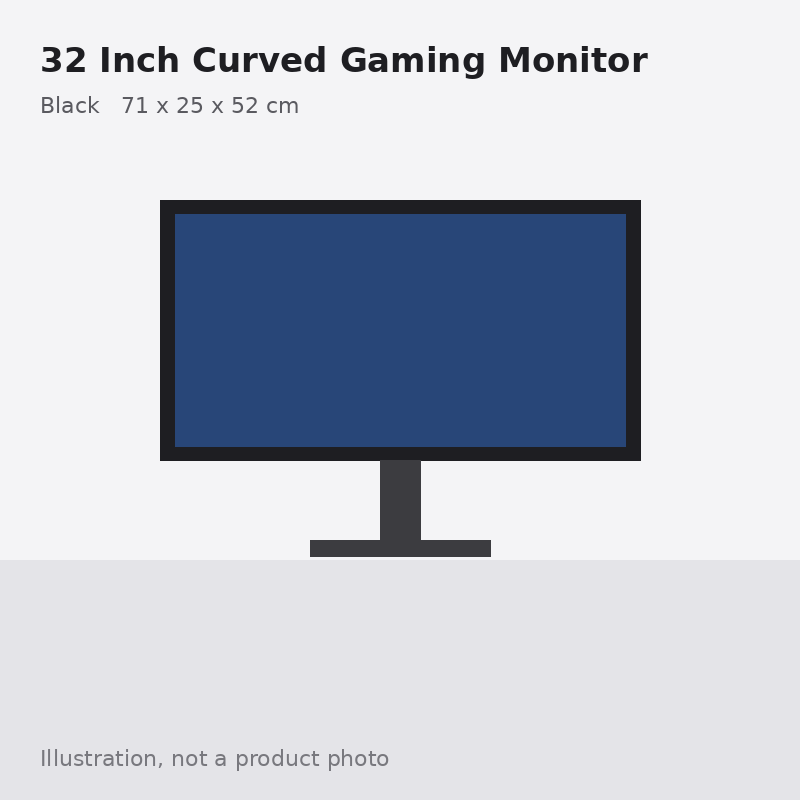 32 Inch Curved Gaming Monitor
Black   71 x 25 x 52 cm
Illustration, not a product photo